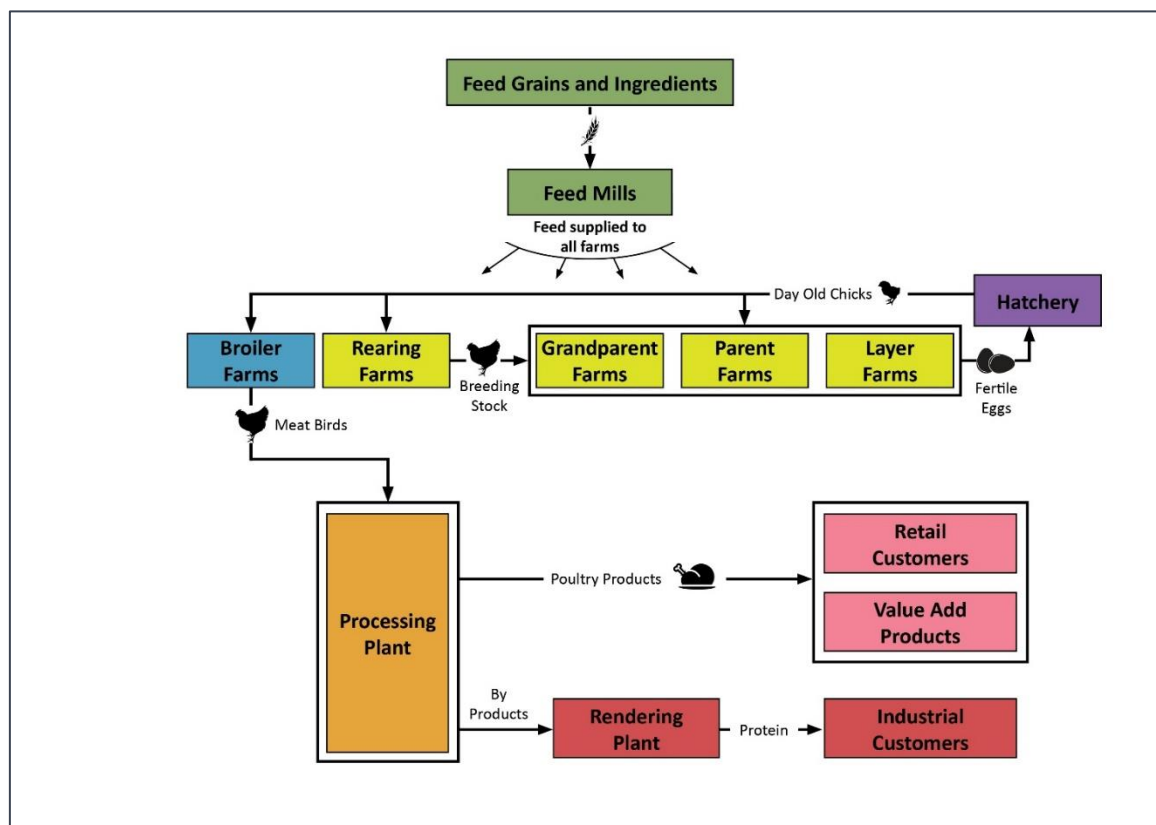 Feed Grains and Ingredients
Feed Mills
Feed supplied to
all farms
Day Old Chicks
Hatchery
Broiler
Farms
Rearing
Farms
Breeding
Stock
Grandparent
Farms
Parent
Farms
Layer
Farms
Fertile
Eggs
Meat Birds
Processing
Plant
Poultry Products
Retail
Customers
Value Add
Products
By
Products
Rendering
Plant
Protein
Industrial
Customers